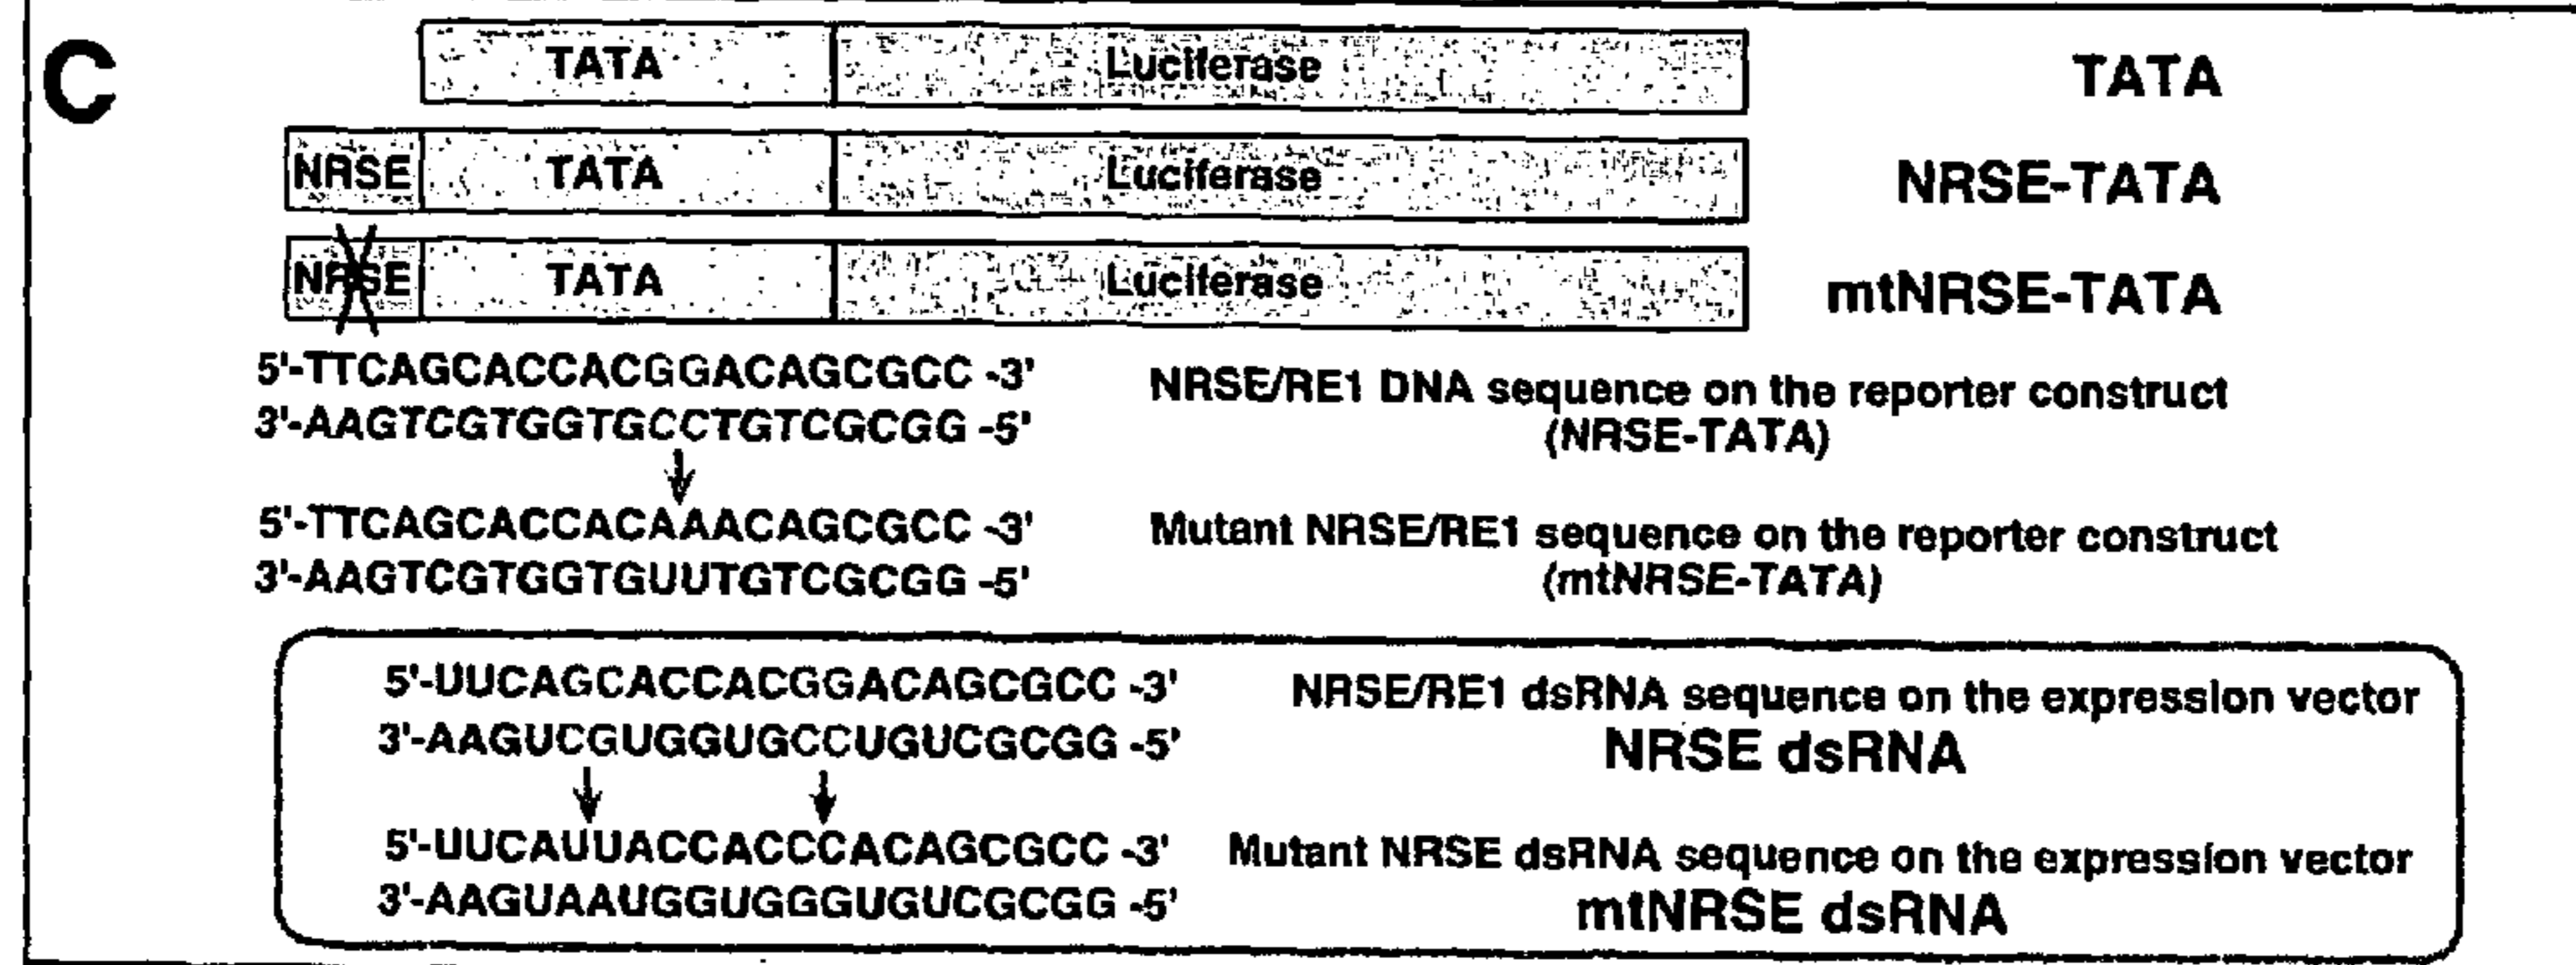 C
TATA Luciferase TATA
NRSE TATA Luciferase NRSE-TATA
NRSE TATA Luciferase mtNRSE-TATA
5'-TTCAGCACCACGGACAGCGCC -3'
3'-AAGTCGTGGTGCCTGTCGCGG -5'
NRSE/RE1 DNA sequence on the reporter construct
(NRSE-TATA)
5'-TTCAGCACCACAAACAGCGCC -3'
3'-AAGTCGTGGTGUUTGTCGCGG -5'
Mutant NRSE/RE1 sequence on the reporter construct
(mtNRSE-TATA)
5'-UUCAGCACCACGGACAGCGCC -3'
3'-AAGUCGUGGUGCCUGUCGCGG -5'
NRSE/RE1 dsRNA sequence on the expression vector
NRSE dsRNA
5'-UUCAUUACCACCCACAGCGCC -3'
3'-AAGUAAUGGUGGGUGUCGCGG -5'
Mutant NRSE dsRNA sequence on the expression vector
mtNRSE dsRNA